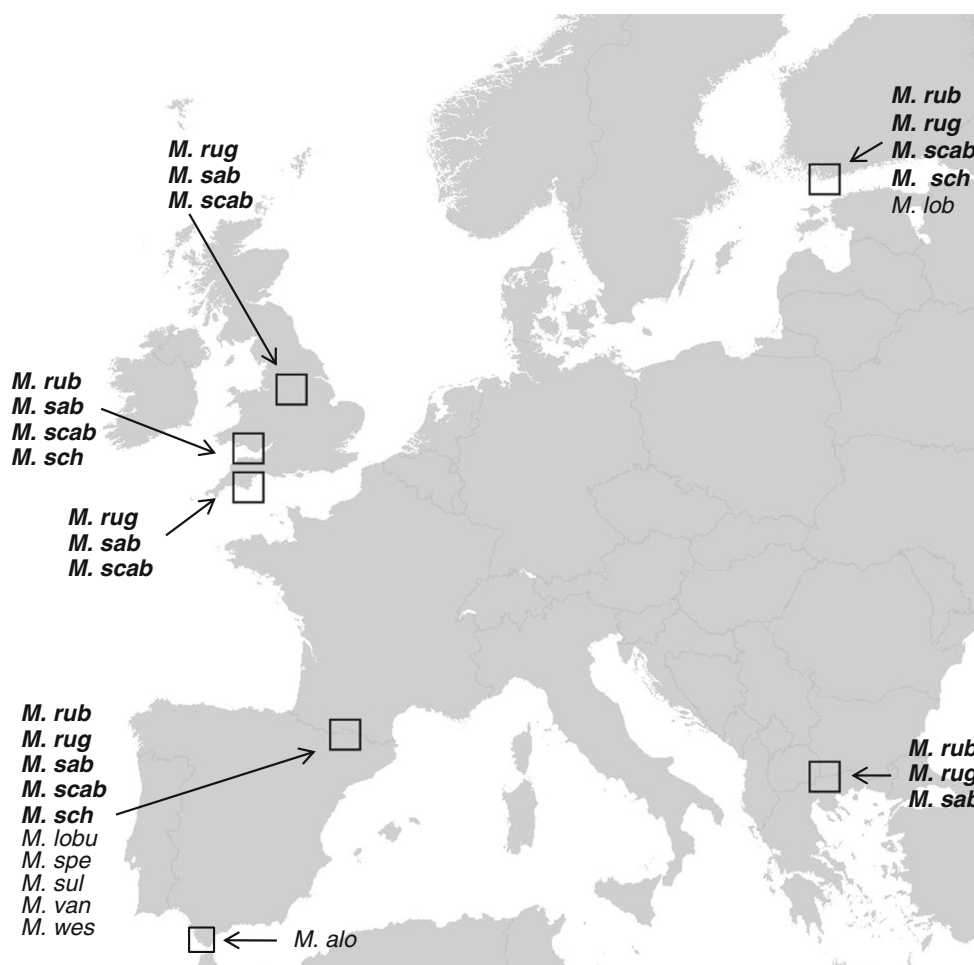 M. rub
M. rug
M. scab
M. sch
M. lob
M. rug
M. sab
M. scab
M. rub
M. sab
M. scab
M. sch
M. rug
M. sab
M. scab
M. rub
M. rug
M. sab
M. scab
M. sch
M. lobu
M. spe
M. sul
M. van
M. wes
M. rub
M. rug
M. sab
M. alo